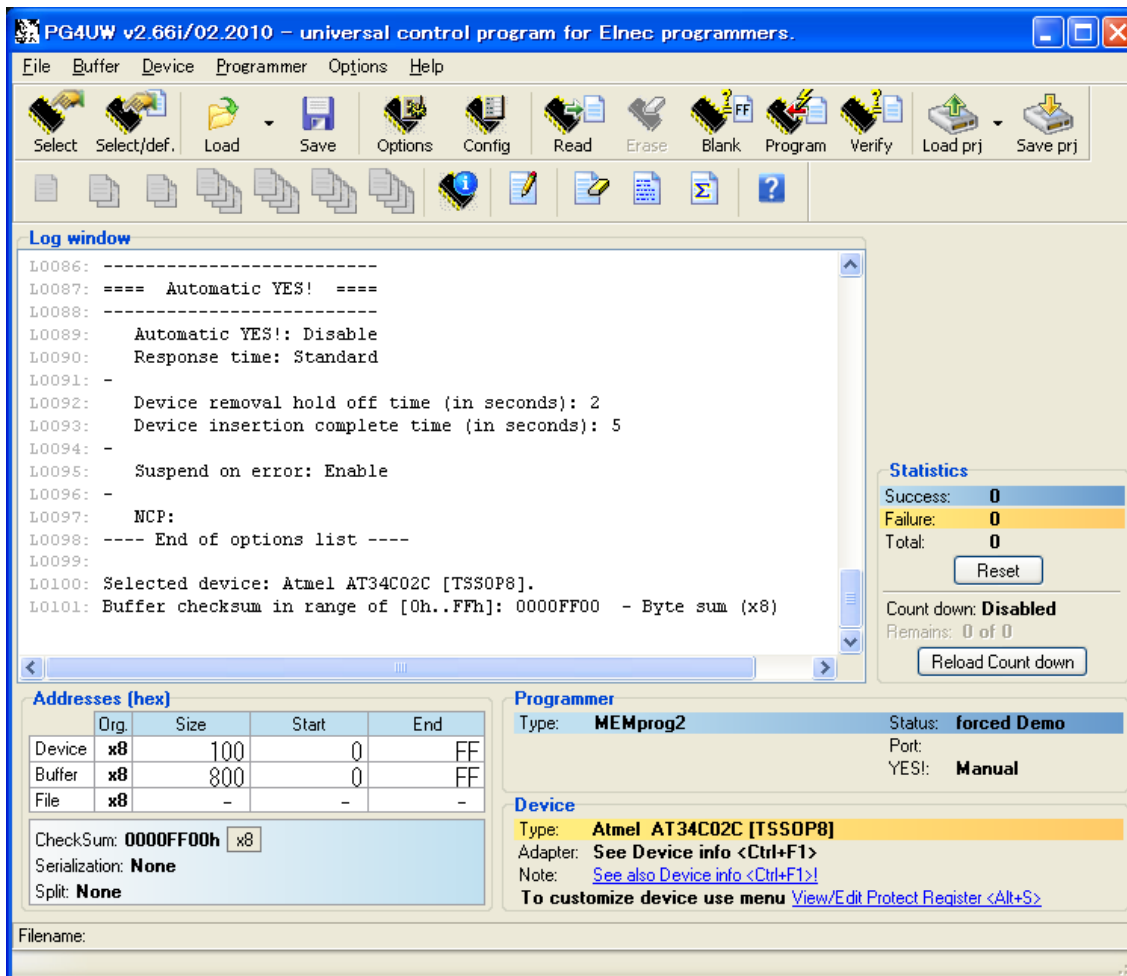 PG4UW v2.66i/02.2010 – universal control program for Elnec programmers.
File Buffer Device Programmer Options Help
Select Select/def. Load Save Options Config Read Erase Blank Program Verify Load prj Save prj
Log window
L0086: --------------------------
L0087: ==== Automatic YES! ====
L0088: --------------------------
L0089: Automatic YES!: Disable
L0090: Response time: Standard
L0091: -
L0092: Device removal hold off time (in seconds): 2
L0093: Device insertion complete time (in seconds): 5
L0094: -
L0095: Suspend on error: Enable
L0096: -
L0097: NCP:
L0098: ---- End of options list ----
L0099:
L0100: Selected device: Atmel AT34C02C [TSSOP8].
L0101: Buffer checksum in range of [0h..FFh]: 0000FF00 - Byte sum (x8)
Statistics
Success: 0
Failure: 0
Total: 0
Reset
Count down: Disabled
Remains: 0 of 0
Reload Count down
Addresses (hex)
Org. Size Start End
Device x8 100 0 FF
Buffer x8 800 0 FF
File x8 - - -
CheckSum: 0000FF00h x8
Serialization: None
Split: None
Programmer
Type: MEMprog2 Status: forced Demo
Port:
YES!: Manual
Device
Type: Atmel AT34C02C [TSSOP8]
Adapter: See Device info <Ctrl+F1>
Note: See also Device info <Ctrl+F1>!
To customize device use menu View/Edit Protect Register <Alt+S>
Filename: